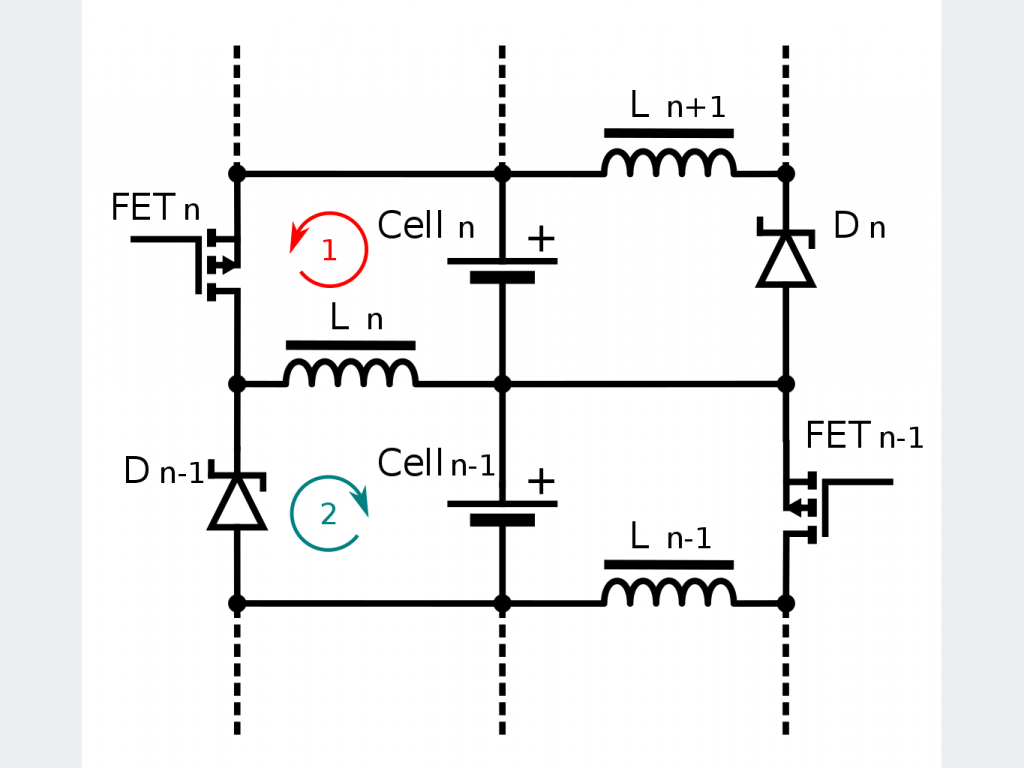 L n+1
FET n
Cell n
+
D n
1
L n
FET n-1
D n-1
Cell n-1
+
2
L n-1